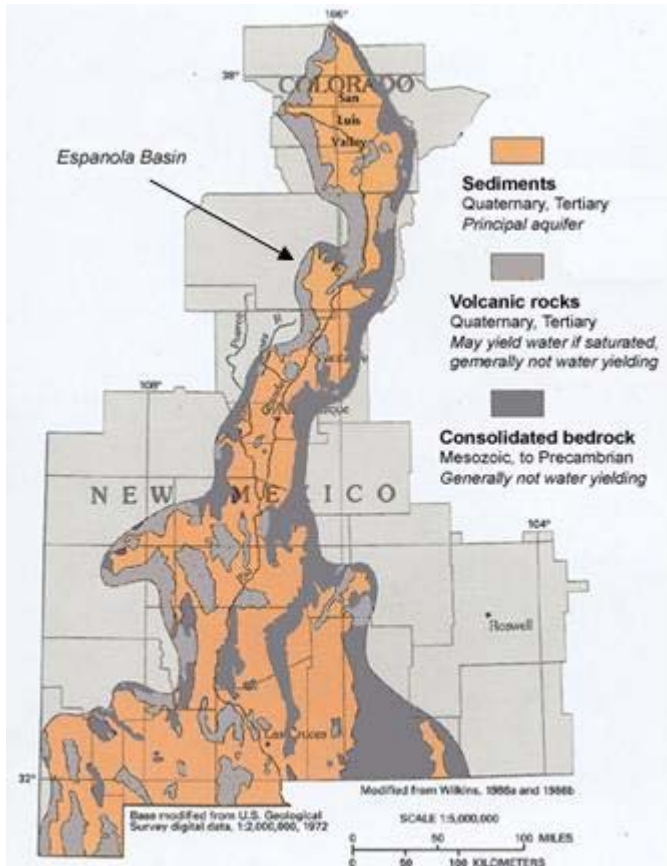 106°
38°
COLORADO
San
Luis
Valley
Espanola Basin
Sediments
Quaternary, Tertiary
Principal aquifer
Volcanic rocks
Quaternary, Tertiary
May yield water if saturated,
gemerally not water yielding
108°
Consolidated bedrock
Mesozoic, to Precambrian
Generally not water yielding
NEW MEXICO
104°
Roswell
Las Cruces
32°
Modified from Wilkins, 1986a and 1986b
Base modified from U.S. Geological
Survey digital data, 1:2,000,000, 1972
SCALE 1:5,000,000
0 50 100 MILES
0 50 100 KILOMETERS